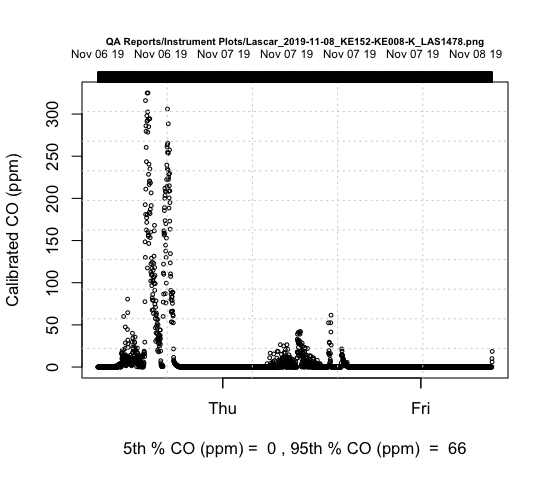 QA Reports/Instrument Plots/Lascar_2019-11-08_KE152-KE008-K_LAS1478.png
Nov 06 19 Nov 06 19 Nov 07 19 Nov 07 19 Nov 07 19 Nov 07 19 Nov 08 19
Calibrated CO (ppm)
300
250
200
150
100
50
0
Thu Fri
5th % CO (ppm) = 0 , 95th % CO (ppm) = 66